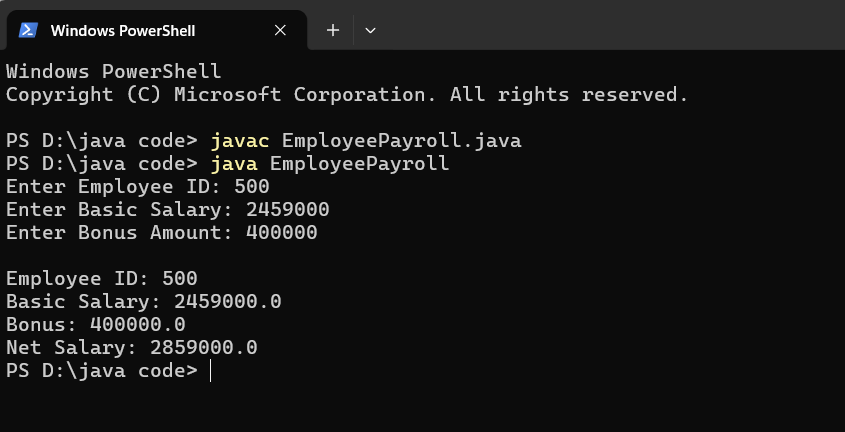 Windows PowerShell
Windows PowerShell
Copyright (C) Microsoft Corporation. All rights reserved.
PS D:\java code> javac EmployeePayroll.java
PS D:\java code> java EmployeePayroll
Enter Employee ID: 500
Enter Basic Salary: 2459000
Enter Bonus Amount: 400000
Employee ID: 500
Basic Salary: 2459000.0
Bonus: 400000.0
Net Salary: 2859000.0
PS D:\java code>